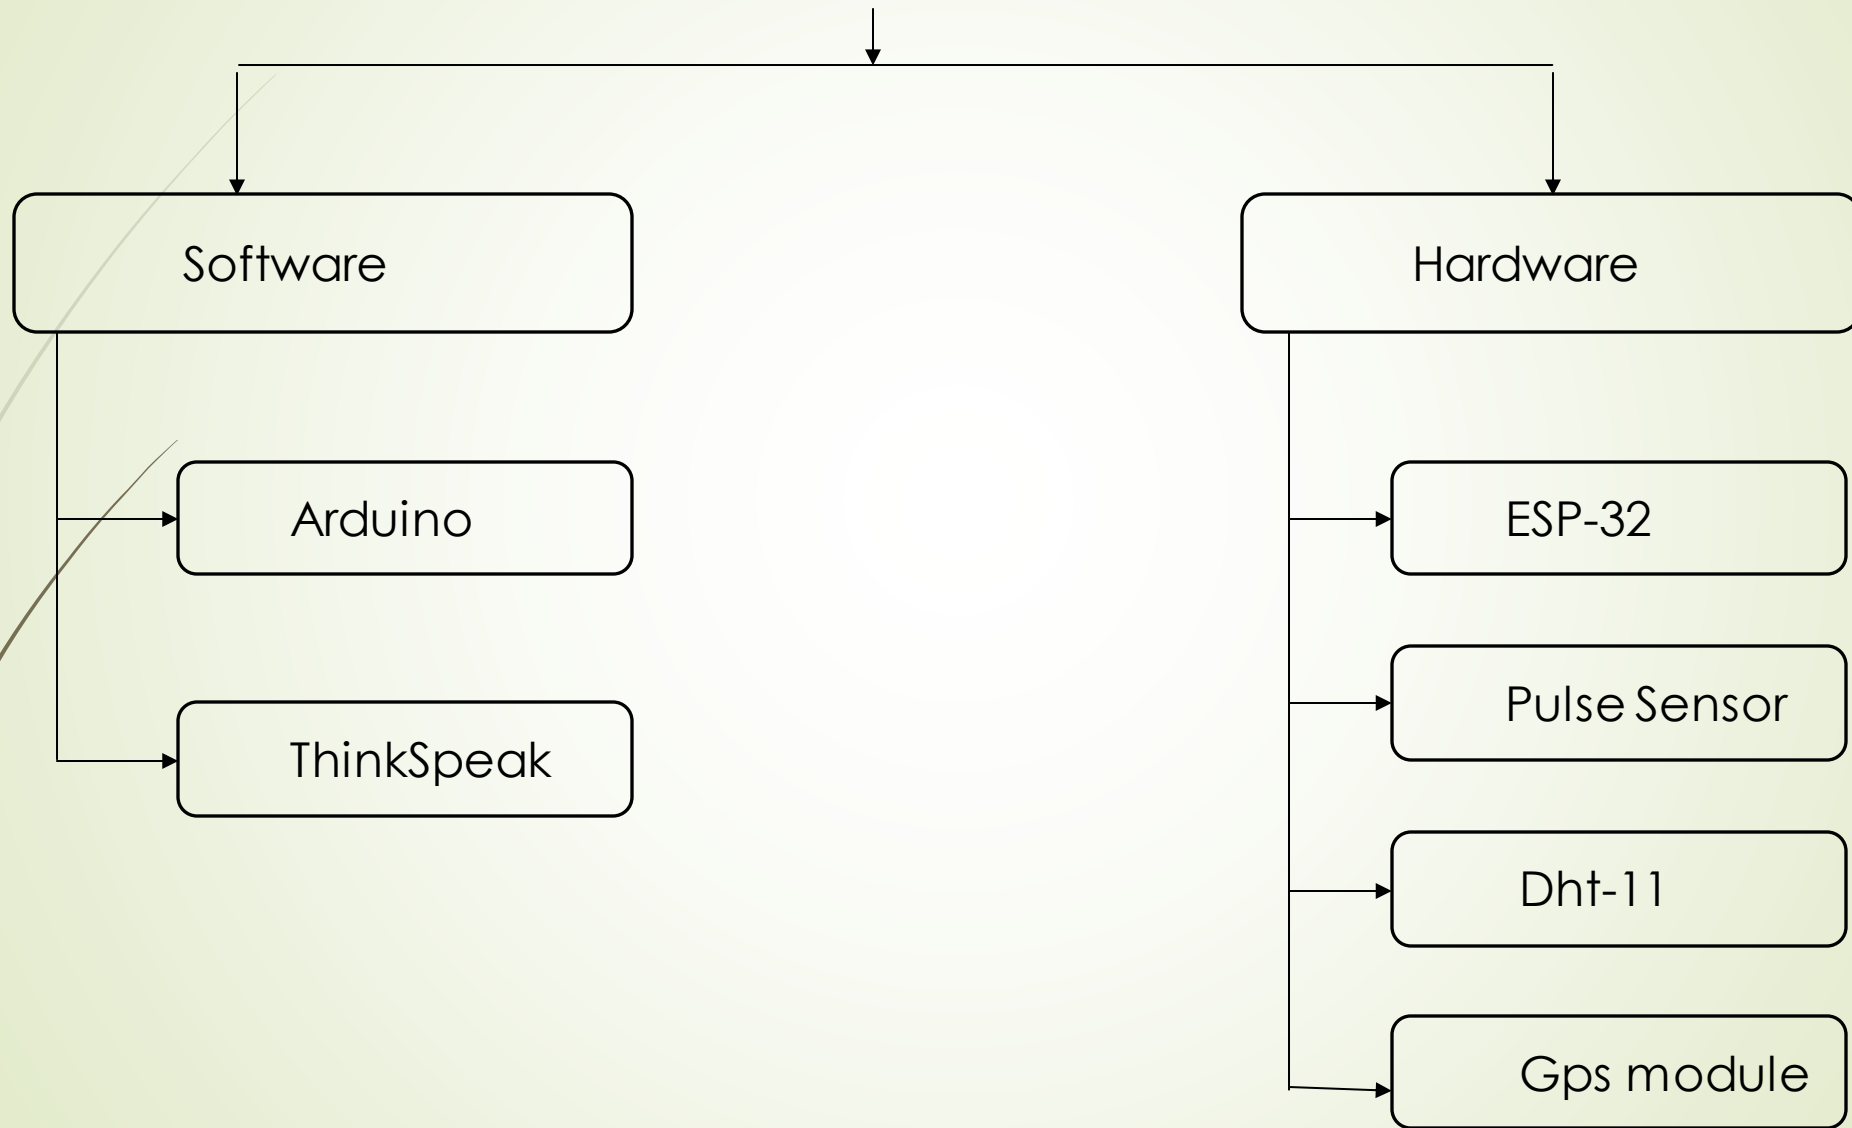 Software
Hardware
Arduino
ThinkSpeak
ESP-32
Pulse Sensor
Dht-11
Gps module